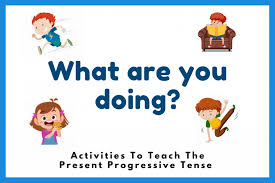 What are you
doing?
Activities To Teach The
Present Progressive Tense